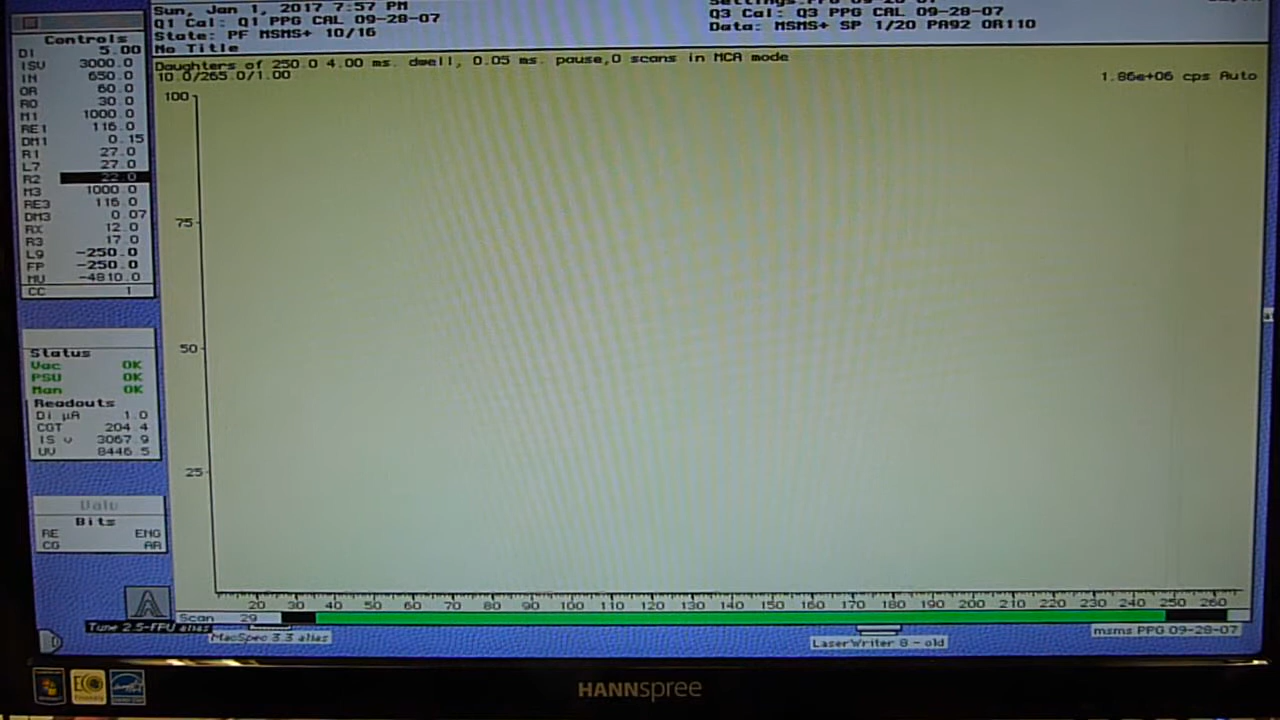 Sun, Jan 1, 2017 7:57 PM
Q1 Cal: Q1 PPG CAL 09-28-07
Q3 Cal: Q3 PPG CAL 09-28-07
State: PF MSMS+ 10/16
Data: MSMS+ SP 1/20 PA92 OR110
No Title
Daughters of 250.0 4.00 ms. dwell, 0.05 ms. pause,0 scans in MCA mode
10.0/265.0/1.00
1.86e+06 cps Auto
Controls
DI 5.00
ISV 3000.0
IN 650.0
OR 60.0
R0 30.0
M1 1000.0
RE1 116.0
DM1 0.15
R1 27.0
L7 27.0
R2 22.0
M3 1000.0
RE3 116.0
DM3 0.07
RX 12.0
R3 17.0
L9 -250.0
FP -250.0
MU -4810.0
CC 1
Status
Vac OK
PSU OK
Man OK
Readouts
Di µA 1.0
CGT 204.4
IS v 3067.9
UV 8446.5
Valv
Bits
RE ENG
CG AR
100
75
50
25
20 30 40 50 60 70 80 90 100 110 120 130 140 150 160 170 180 190 200 210 220 230 240 250 260
Scan 29
Tune 2.5-FPU alias
MacSpec 3.3 alias
LaserWriter 8 - old
msms PPG 09-28-07
HANNspree
ECO